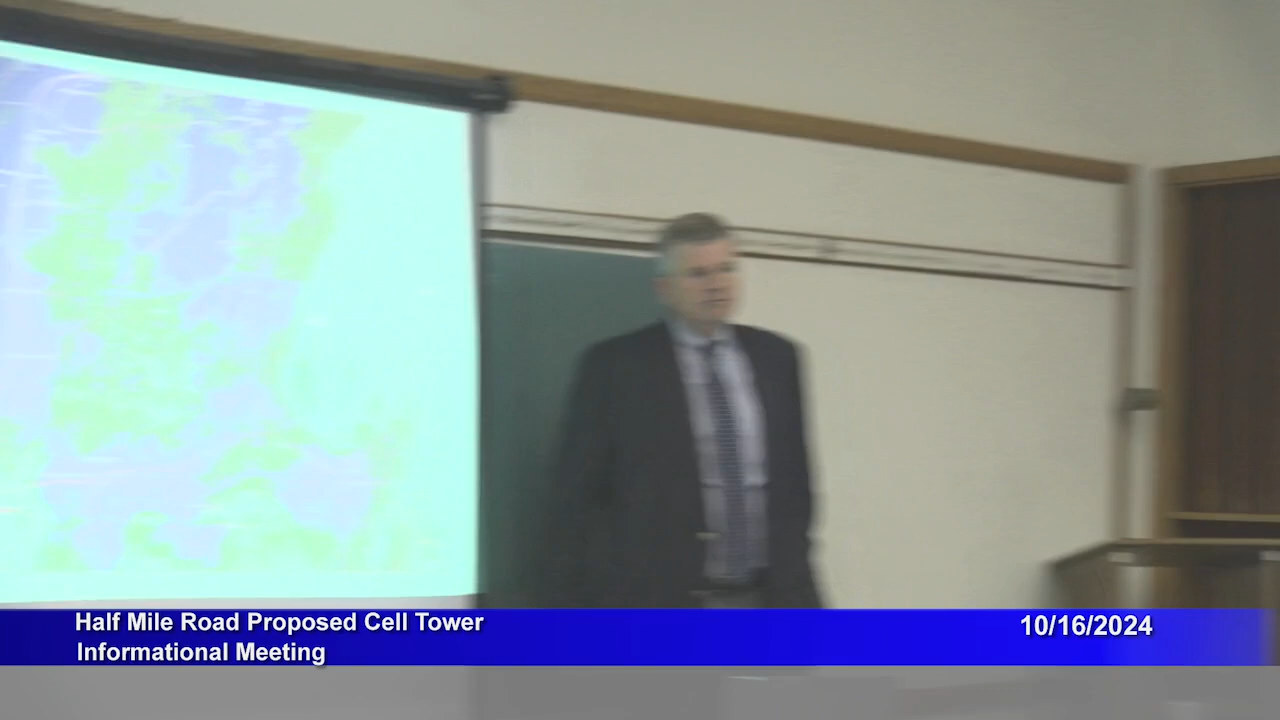 Half Mile Road Proposed Cell Tower
10/16/2024
Informational Meeting